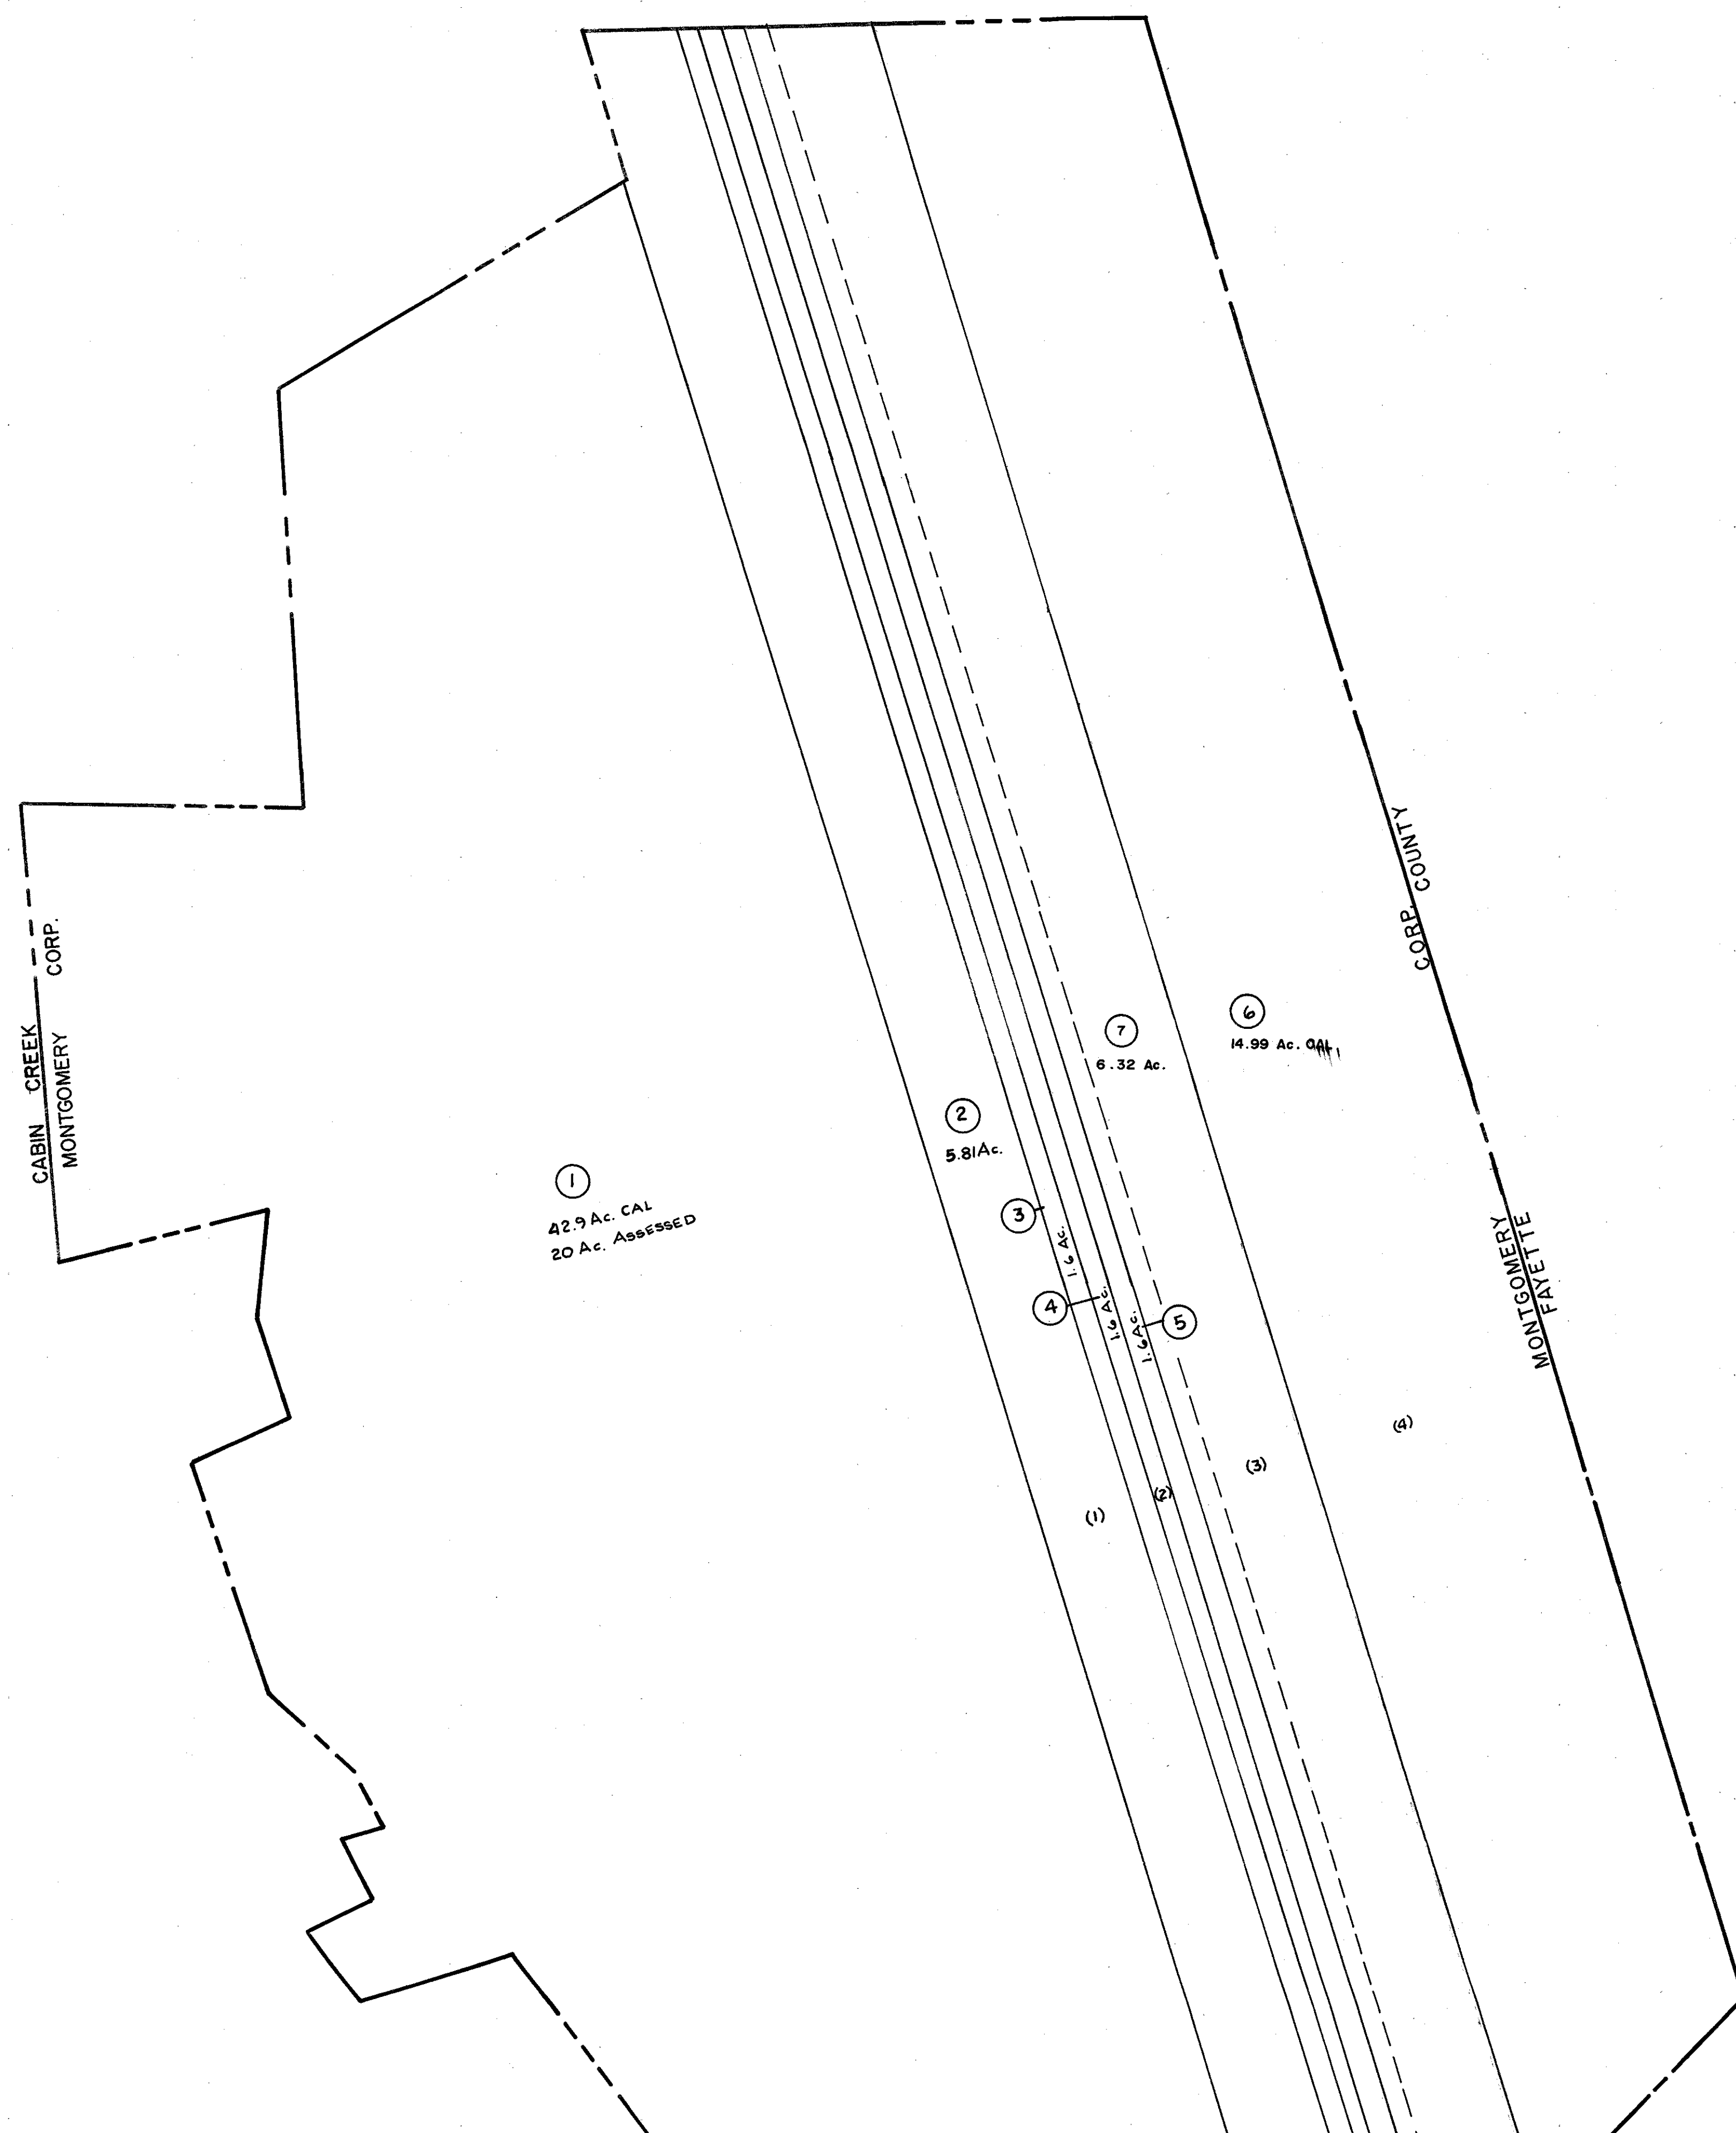 CORP. COUNTY
CABIN CREEK CORP.
MONTGOMERY
6
14.99 Ac. CAL
7
6.32 Ac.
2
5.81 Ac.
1
42.9 Ac. CAL
20 Ac. ASSESSED
3
1.6 Ac.
4
1.6 Ac.
1.6 Ac.
5
MONTGOMERY
FAYETTE
(4)
(3)
(2)
(1)